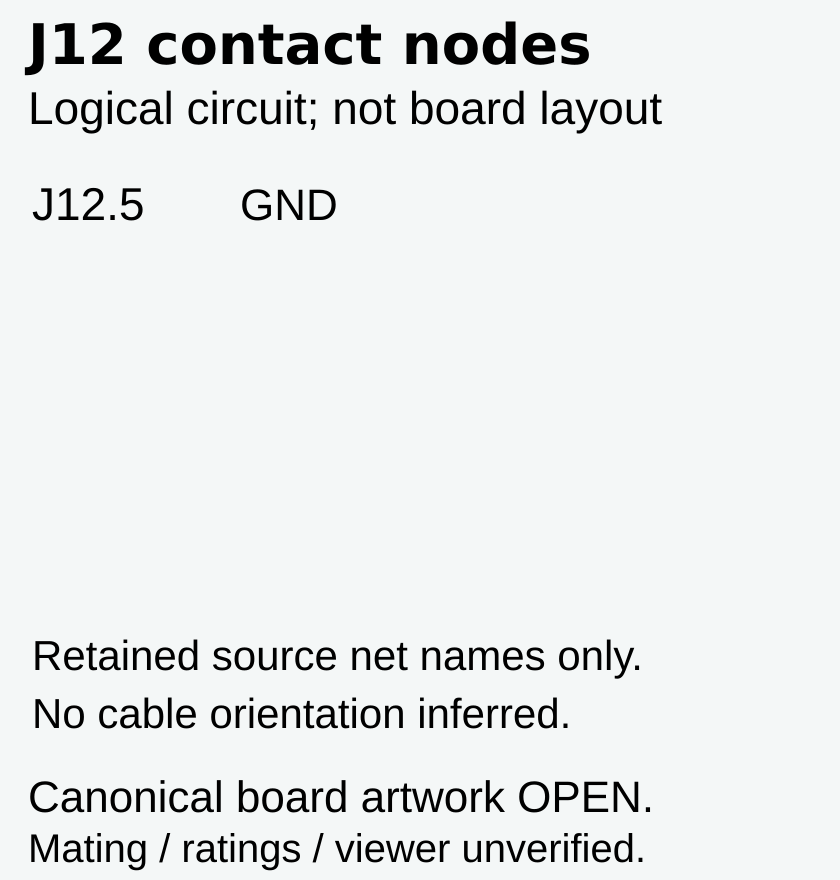 J12 contact nodes
Logical circuit; not board layout
J12.5 GND
Retained source net names only.
No cable orientation inferred.
Canonical board artwork OPEN.
Mating / ratings / viewer unverified.